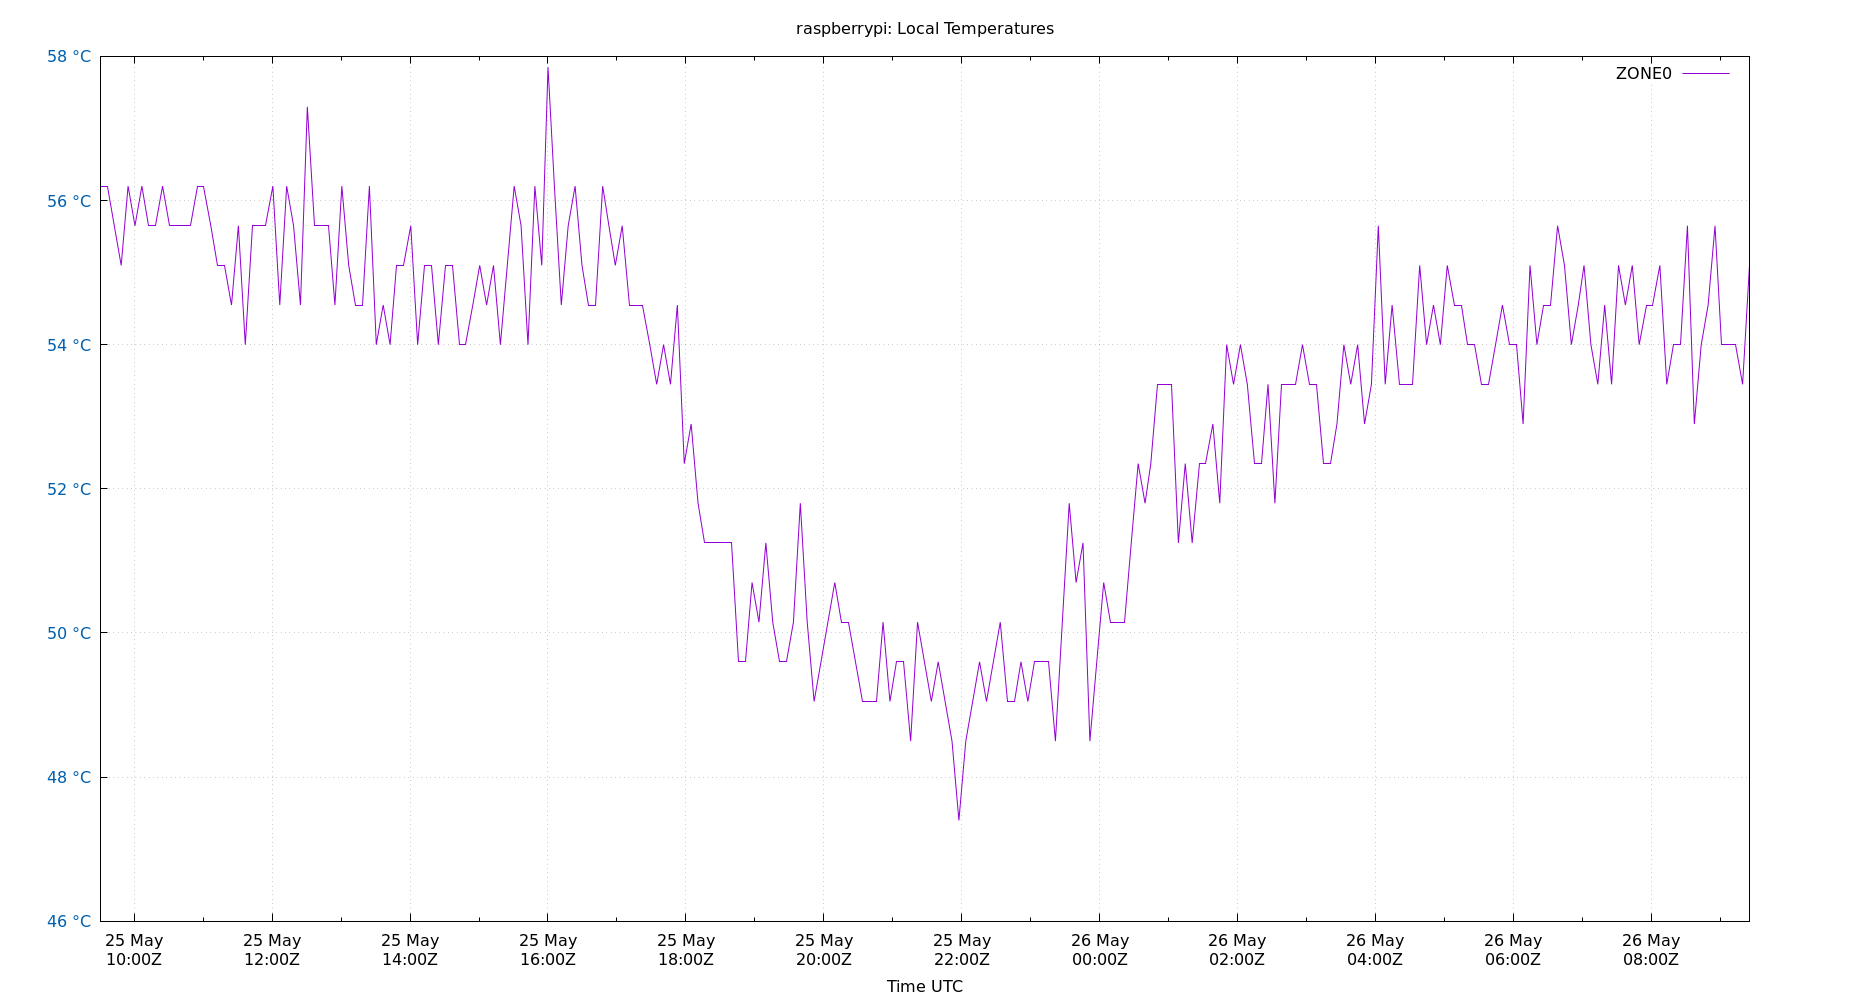 raspberrypi: Local Temperatures
58 °C
ZONE0
56 °C
54 °C
52 °C
50 °C
48 °C
46 °C
25 May 25 May 25 May 25 May 25 May 25 May 25 May 26 May 26 May 26 May 26 May 26 May
10:00Z 12:00Z 14:00Z 16:00Z 18:00Z 20:00Z 22:00Z 00:00Z 02:00Z 04:00Z 06:00Z 08:00Z
Time UTC